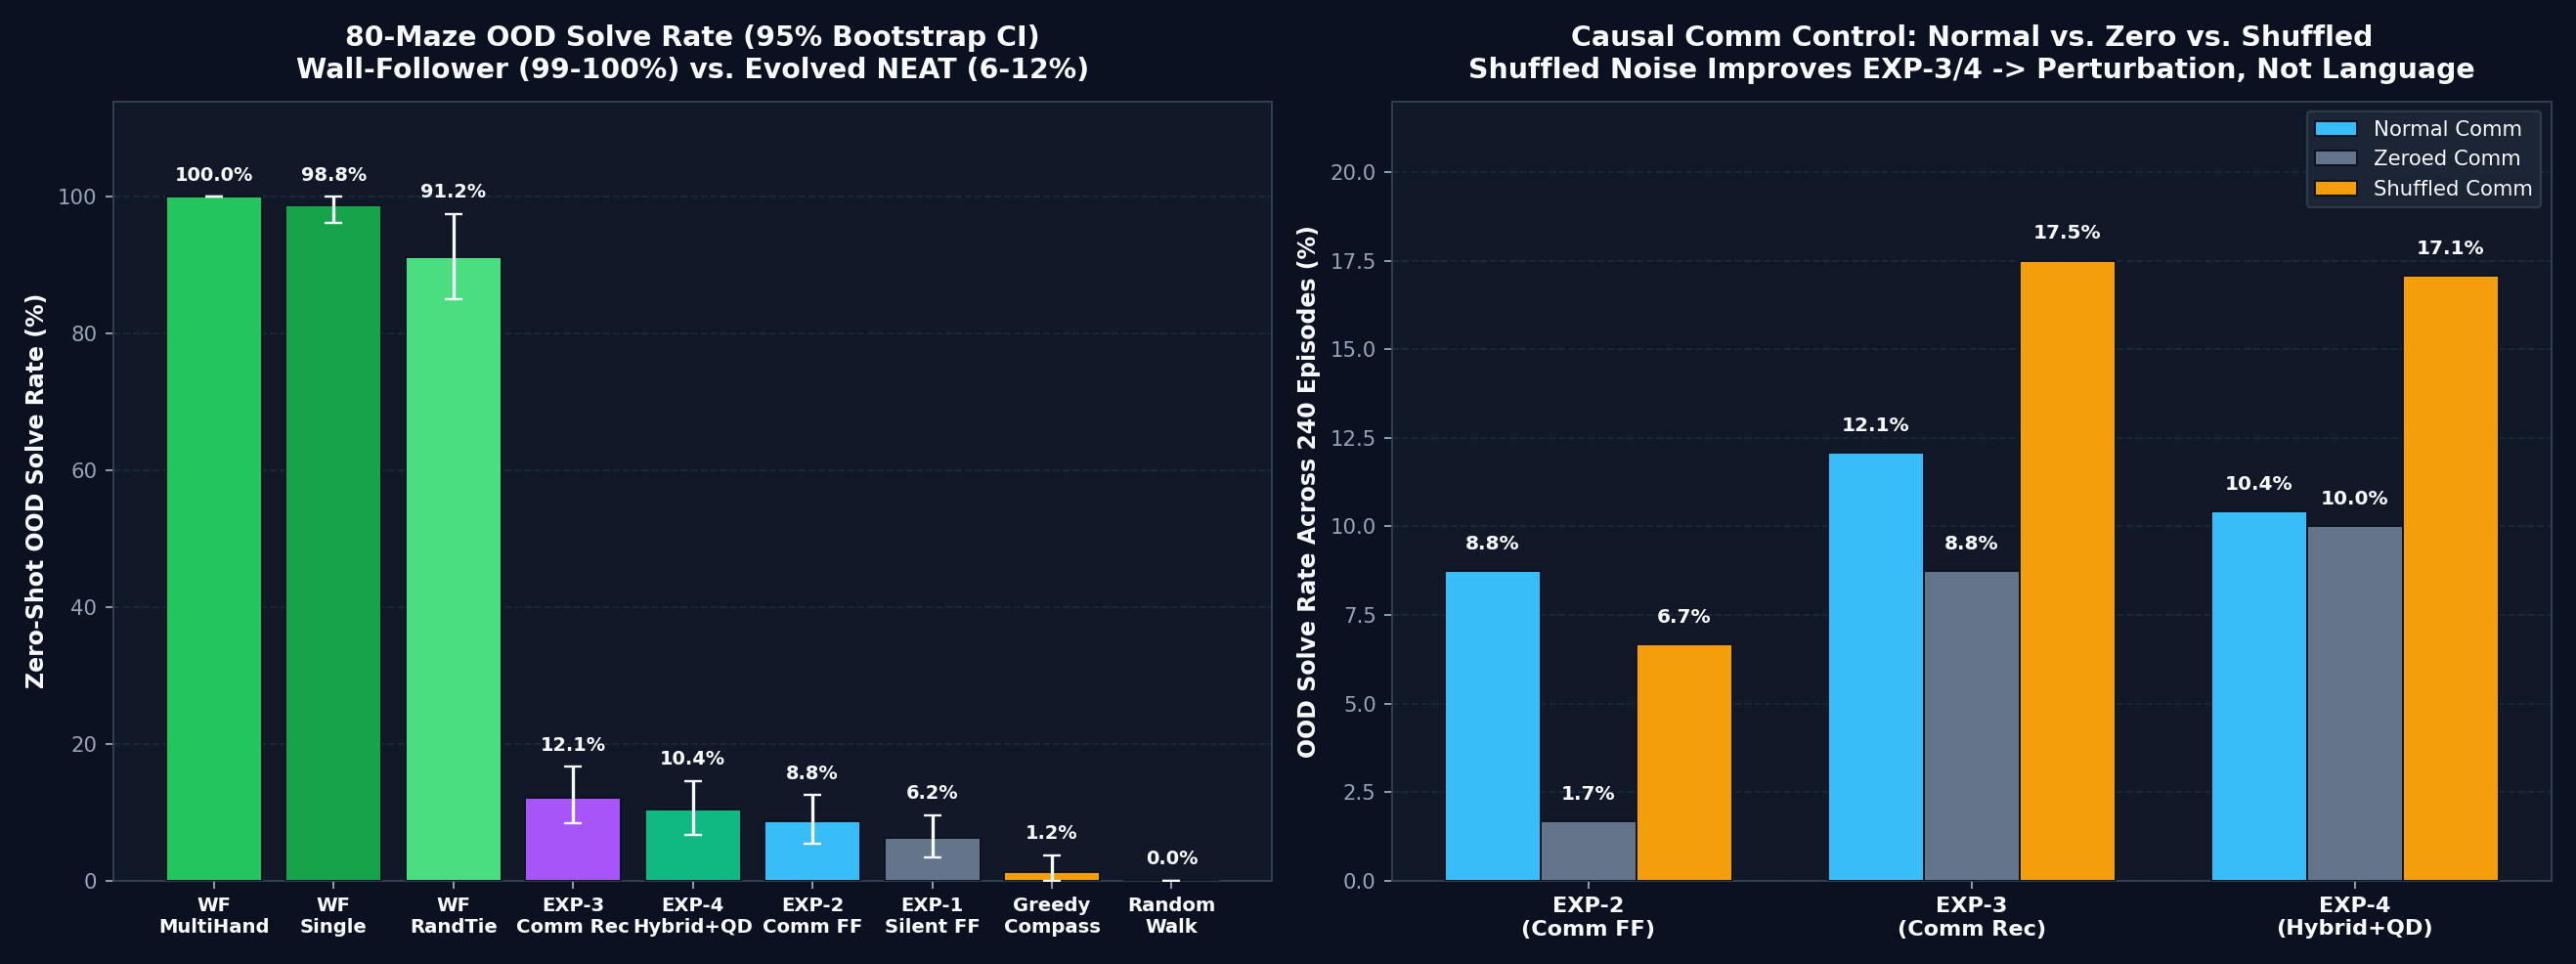 80-Maze OOD Solve Rate (95% Bootstrap CI)
Wall-Follower (99-100%) vs. Evolved NEAT (6-12%)
Zero-Shot OOD Solve Rate (%)
100
80
60
40
20
0
100.0%
98.8%
91.2%
12.1%
10.4%
8.8%
6.2%
1.2%
0.0%
WF
MultiHand
WF
Single
WF
RandTie
EXP-3
Comm Rec
EXP-4
Hybrid+QD
EXP-2
Comm FF
EXP-1
Silent FF
Greedy
Compass
Random
Walk
Causal Comm Control: Normal vs. Zero vs. Shuffled
Shuffled Noise Improves EXP-3/4 -> Perturbation, Not Language
OOD Solve Rate Across 240 Episodes (%)
20.0
17.5
15.0
12.5
10.0
7.5
5.0
2.5
0.0
Normal Comm
Zeroed Comm
Shuffled Comm
8.8%
1.7%
6.7%
12.1%
8.8%
17.5%
10.4%
10.0%
17.1%
EXP-2
(Comm FF)
EXP-3
(Comm Rec)
EXP-4
(Hybrid+QD)